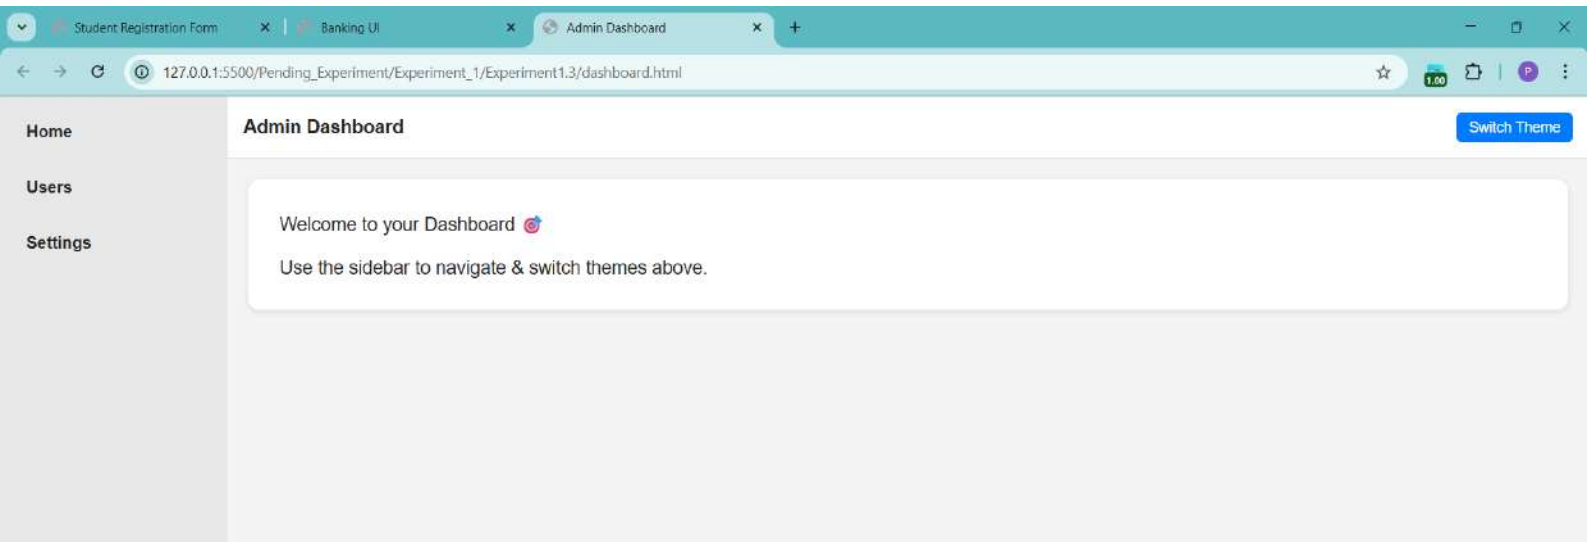 Student Registration Form
Banking UI
Admin Dashboard
127.0.0.1:5500/Pending_Experiment/Experiment_1/Experiment1.3/dashboard.html
1.00
P
Home
Users
Settings
Admin Dashboard
Switch Theme
Welcome to your Dashboard 🎯
Use the sidebar to navigate & switch themes above.